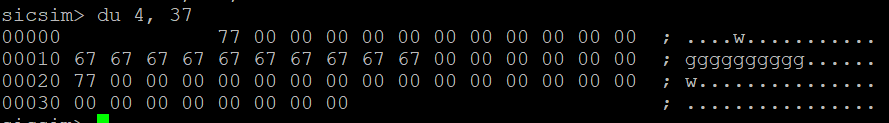 sicsim> du 4, 37
00000             77 00 00 00 00 00 00 00 00 00 00 00  ; ....w...........
00010 67 67 67 67 67 67 67 67 67 67 00 00 00 00 00 00  ; gggggggggg......
00020 77 00 00 00 00 00 00 00 00 00 00 00 00 00 00 00  ; w...............
00030 00 00 00 00 00 00 00 00                          ; ................